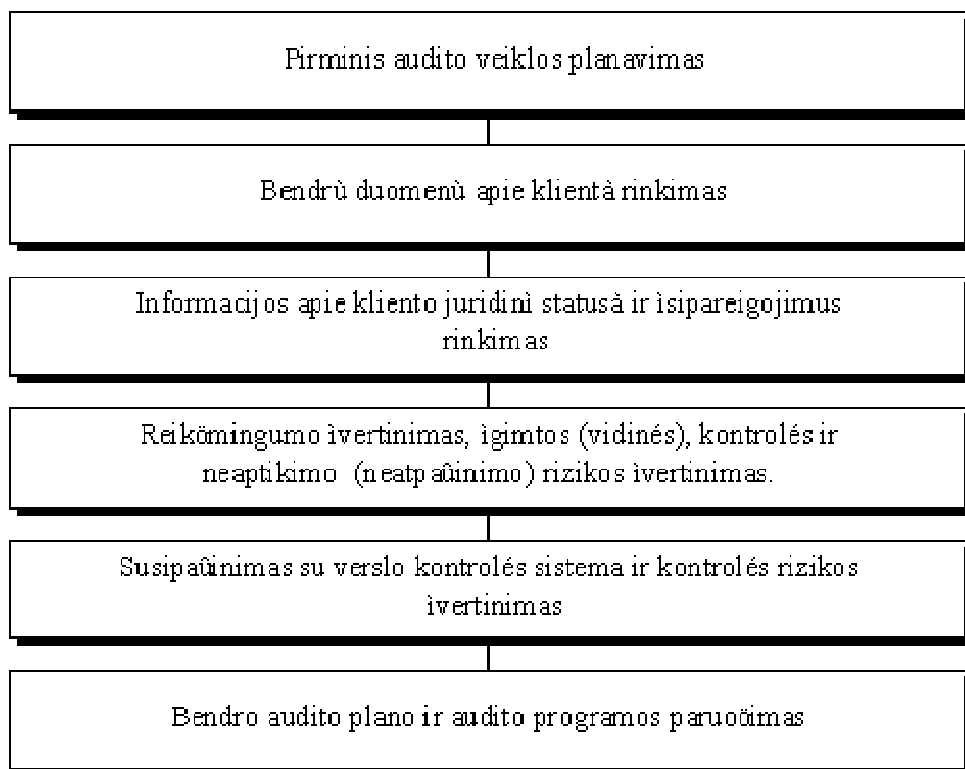 Pirminis audito veiklos planavimas
Bendrù duomenù apie klientà rinkimas
Informacijos apie kliento juridinì statusà ir ìsipareigojimus
rinkimas
Reikömingumo ìvertinimas, ìgimtos (vidinés), kontrolés ir
neaptikimo (neatpaûinimo) rizikos ìvertinimas.
Susipaûinimas su verslo kontrolés sistema ir kontrolés rizikos
ìvertinimas
Bendro audito plano ir audito programos paruoöimas